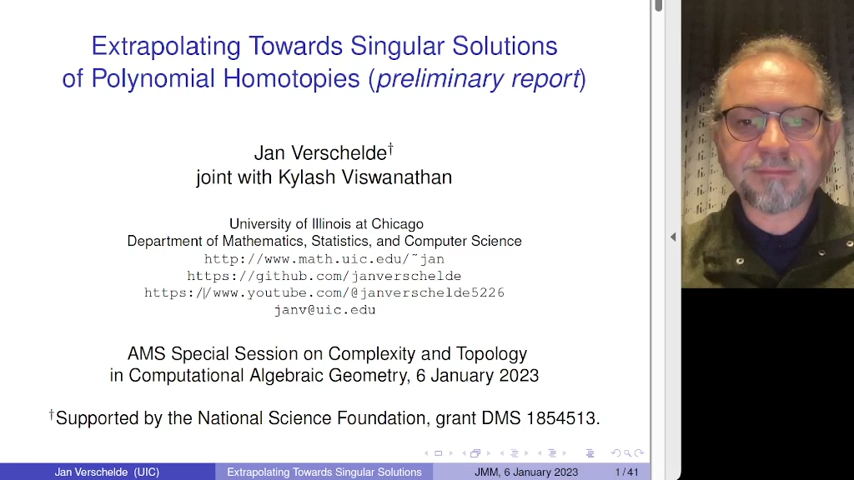 Extrapolating Towards Singular Solutions
of Polynomial Homotopies (preliminary report)
Jan Verschelde†
joint with Kylash Viswanathan
University of Illinois at Chicago
Department of Mathematics, Statistics, and Computer Science
http://www.math.uic.edu/~jan
https://github.com/janverschelde
https://www.youtube.com/@janverschelde5226
janv@uic.edu
AMS Special Session on Complexity and Topology
in Computational Algebraic Geometry, 6 January 2023
†Supported by the National Science Foundation, grant DMS 1854513.
Jan Verschelde (UIC) Extrapolating Towards Singular Solutions JMM, 6 January 2023 1 / 41